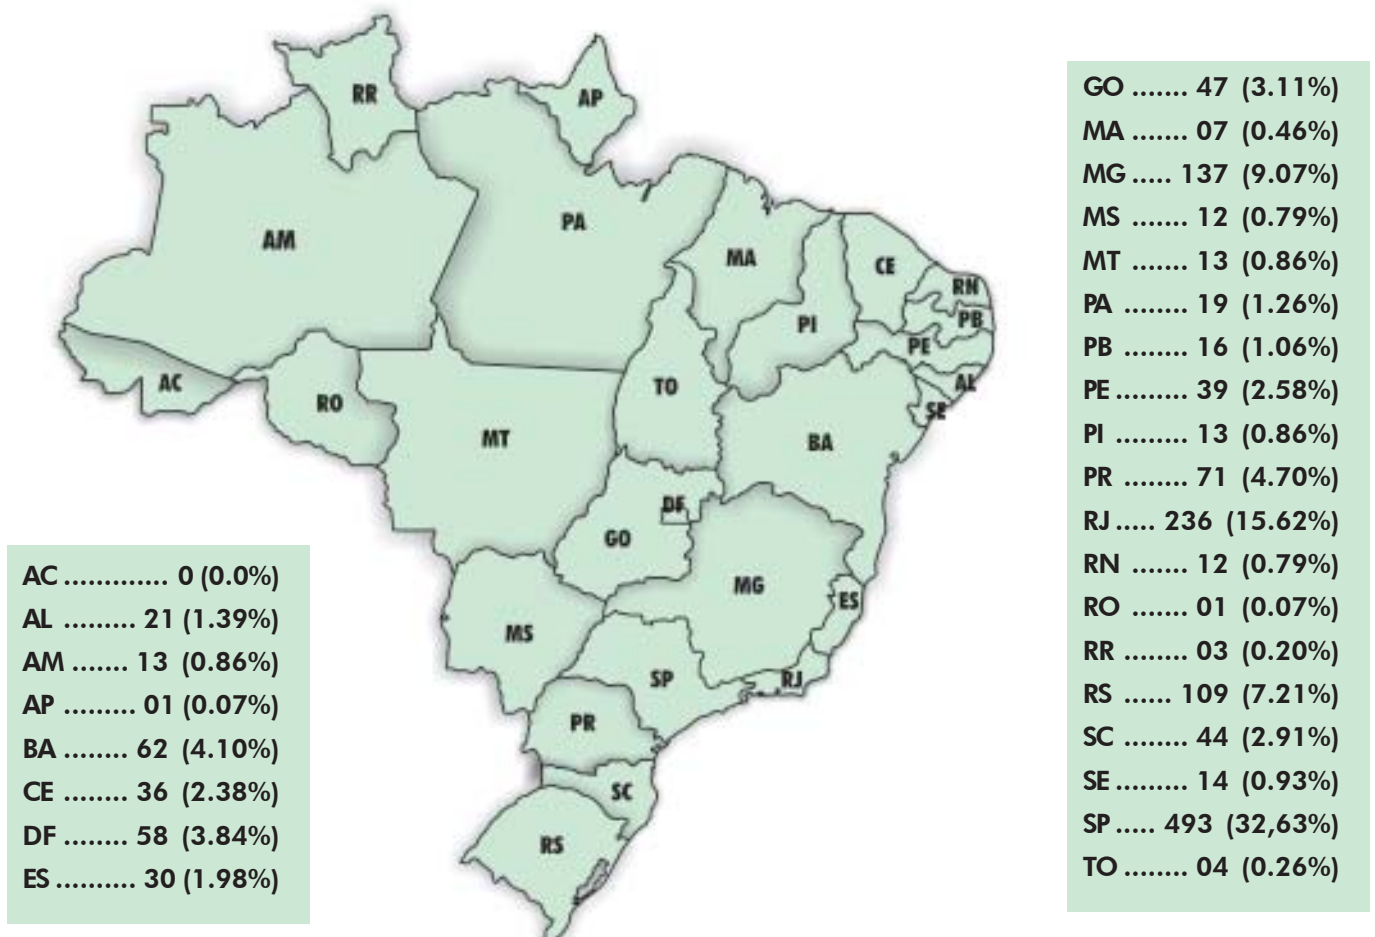 RR
AP
AM
PA
MA
CE
RN
PI
PB
PE
AC
RO
TO
AL
SE
MT
BA
DF
GO
MG
ES
MS
SP
RJ
PR
SC
RS
AC ............. 0 (0.0%)
AL ......... 21 (1.39%)
AM ....... 13 (0.86%)
AP ......... 01 (0.07%)
BA ........ 62 (4.10%)
CE ........ 36 (2.38%)
DF ........ 58 (3.84%)
ES .......... 30 (1.98%)
GO ....... 47 (3.11%)
MA ....... 07 (0.46%)
MG ..... 137 (9.07%)
MS ....... 12 (0.79%)
MT ....... 13 (0.86%)
PA ........ 19 (1.26%)
PB ........ 16 (1.06%)
PE ......... 39 (2.58%)
PI ......... 13 (0.86%)
PR ........ 71 (4.70%)
RJ ..... 236 (15.62%)
RN ....... 12 (0.79%)
RO ....... 01 (0.07%)
RR ........ 03 (0.20%)
RS ...... 109 (7.21%)
SC ........ 44 (2.91%)
SE ......... 14 (0.93%)
SP ..... 493 (32,63%)
TO ........ 04 (0.26%)